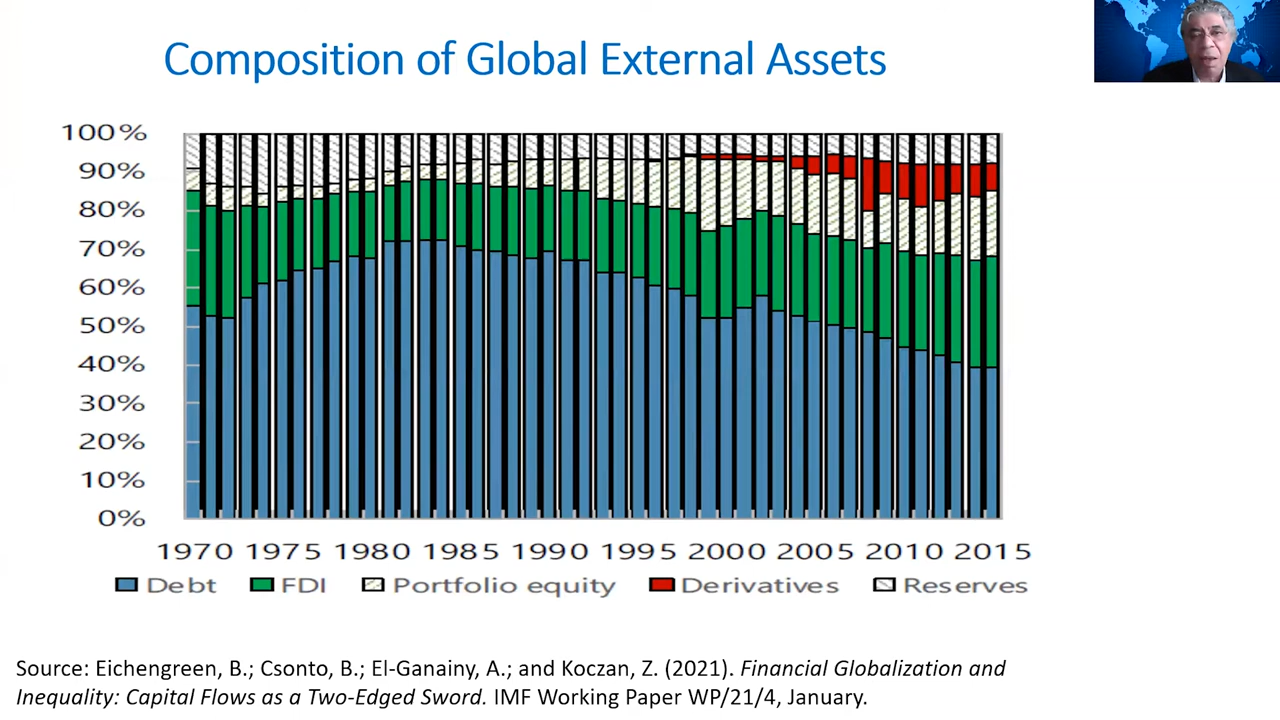 Composition of Global External Assets
100%
90%
80%
70%
60%
50%
40%
30%
20%
10%
0%
1970 1975 1980 1985 1990 1995 2000 2005 2010 2015
Debt FDI Portfolio equity Derivatives Reserves
Source: Eichengreen, B.; Csonto, B.; El-Ganainy, A.; and Koczan, Z. (2021). Financial Globalization and
Inequality: Capital Flows as a Two-Edged Sword. IMF Working Paper WP/21/4, January.